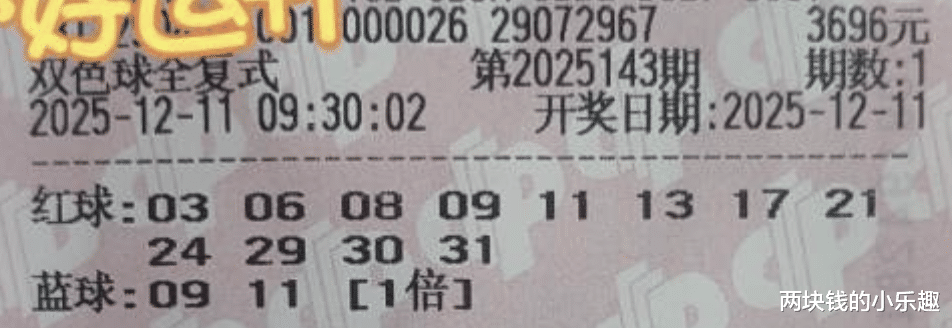 好运
000026 29072967 3696元
双色球全复式 第2025143期 期数:1
2025-12-11 09:30:02 开奖日期:2025-12-11
红球:03 06 08 09 11 13 17 21
24 29 30 31
蓝球:09 11 [1倍]
两块钱的小乐趣